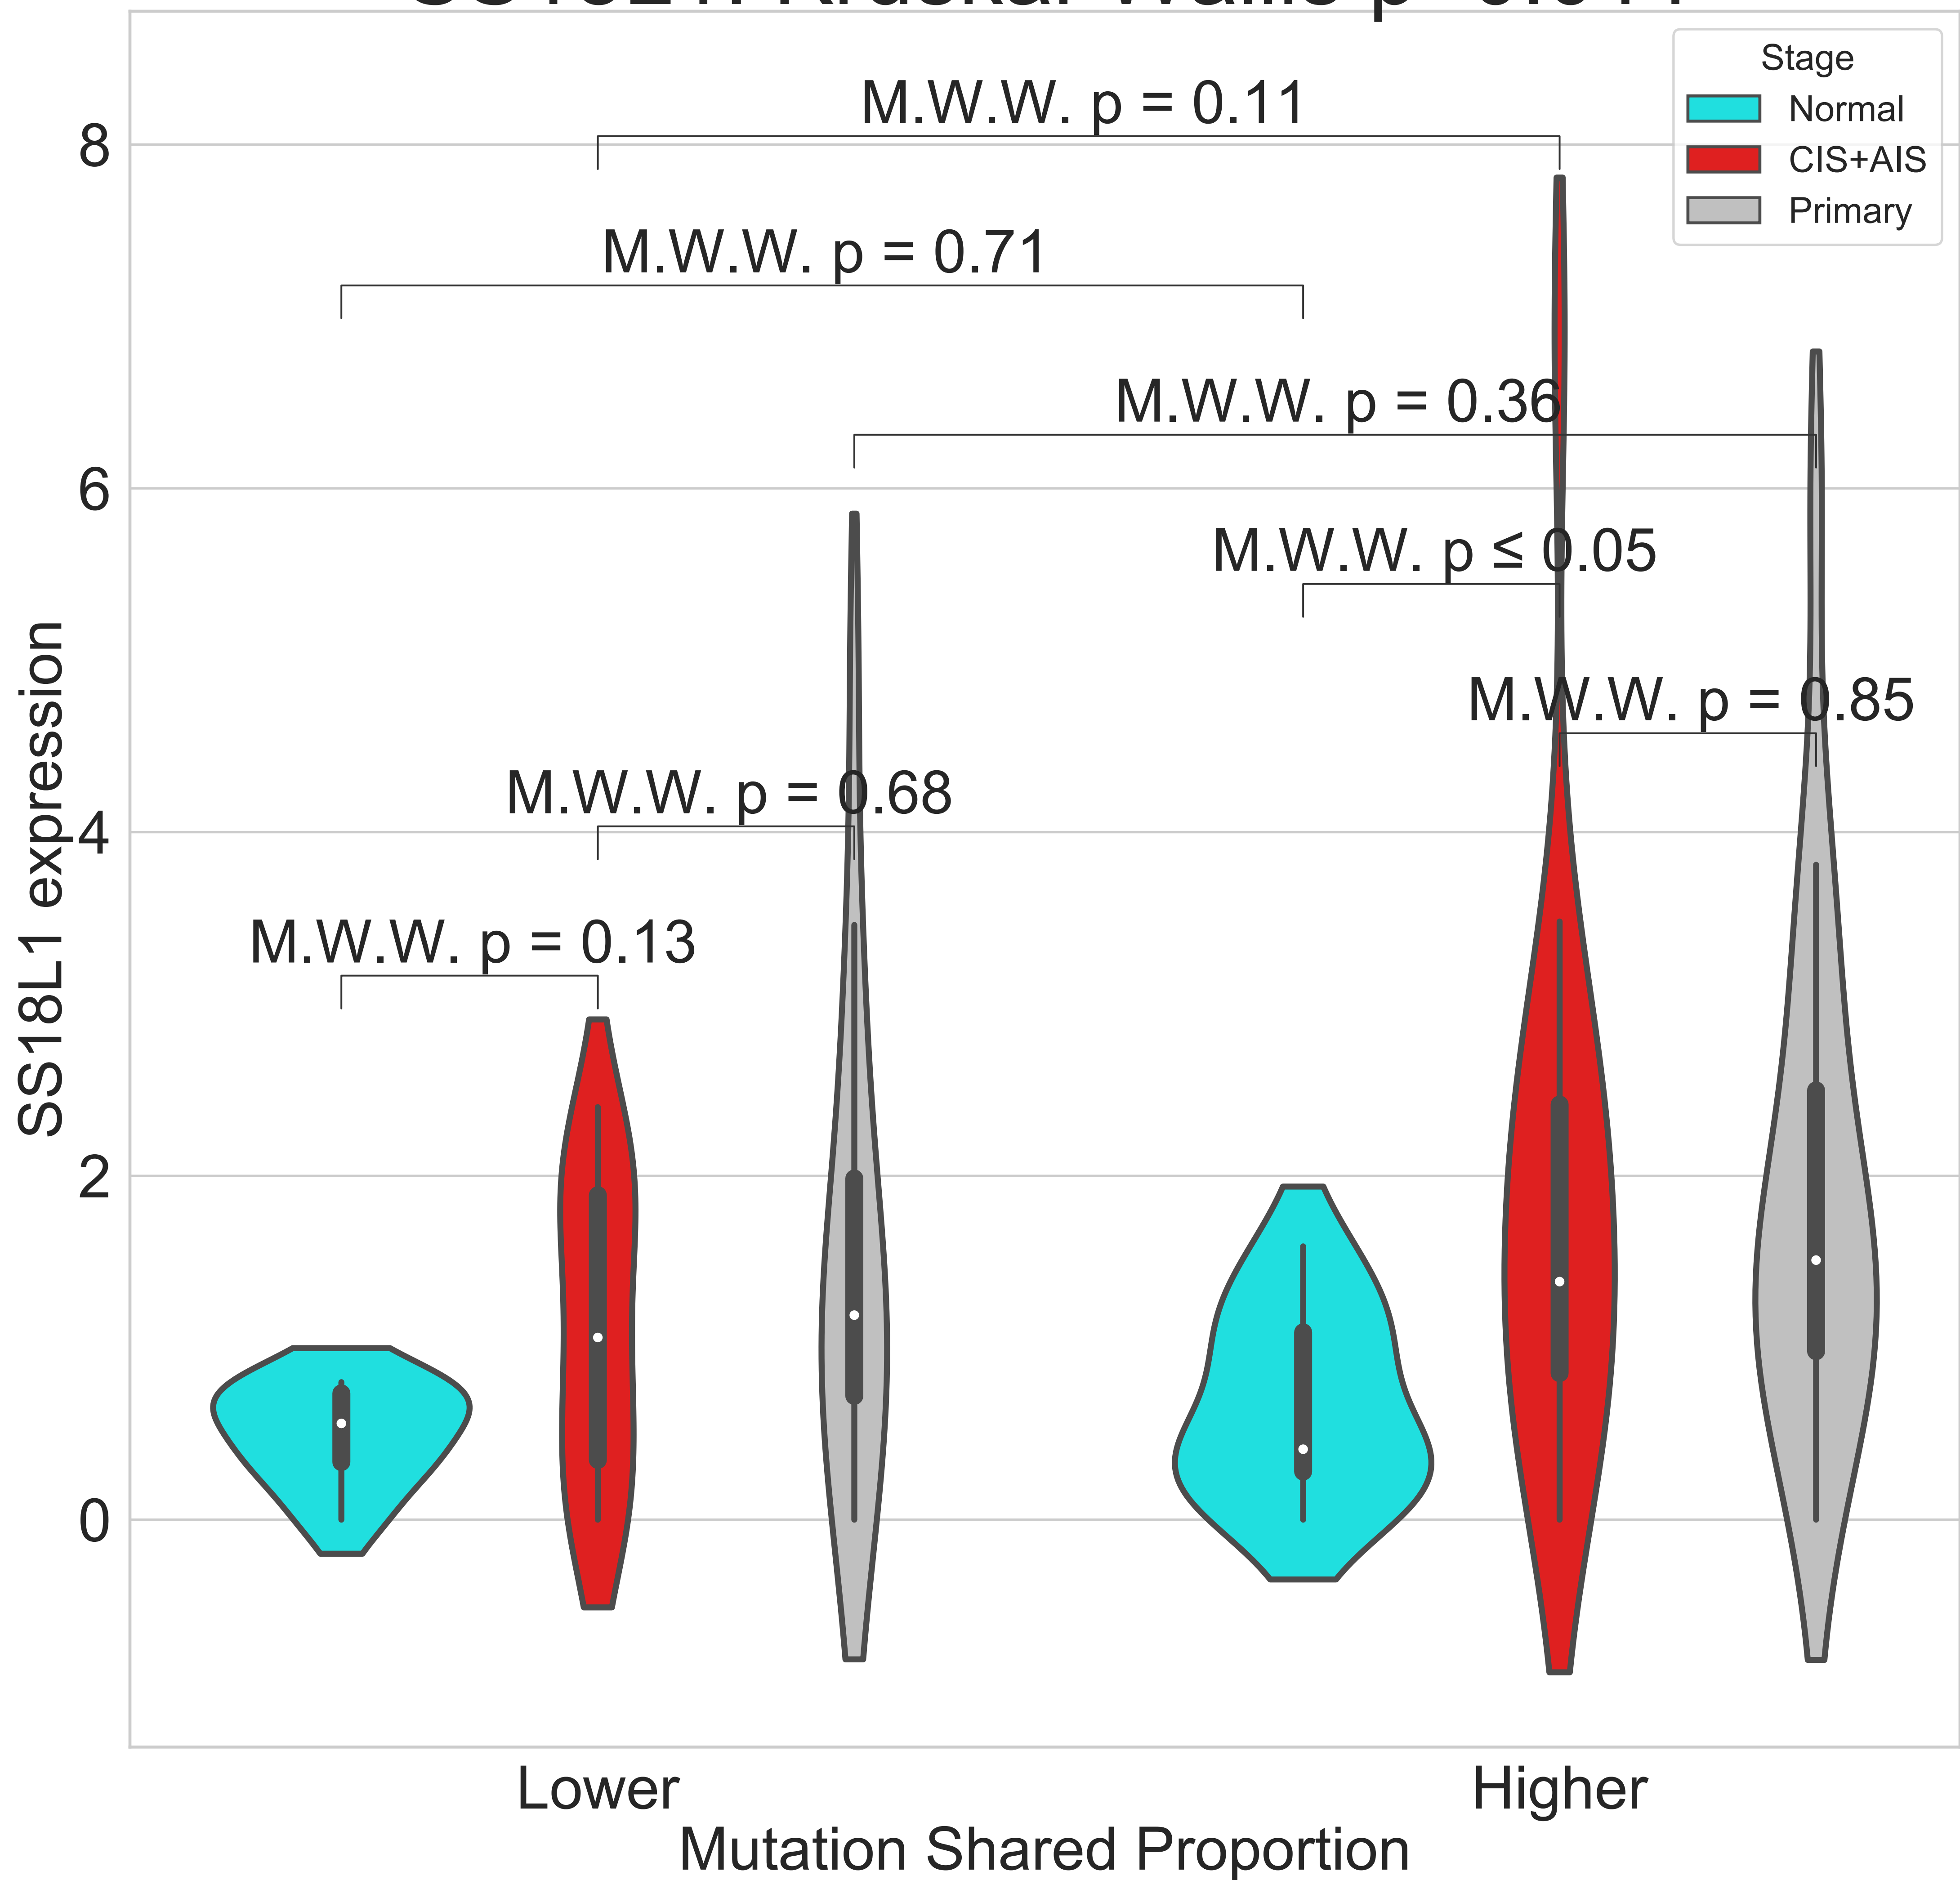 Stage
Normal
CIS+AIS
Primary
M.W.W. p = 0.11
M.W.W. p = 0.71
M.W.W. p = 0.36
M.W.W. p ≤ 0.05
M.W.W. p = 0.85
M.W.W. p = 0.68
M.W.W. p = 0.13
8
6
4
2
0
SS18L1 expression
Lower
Higher
Mutation Shared Proportion